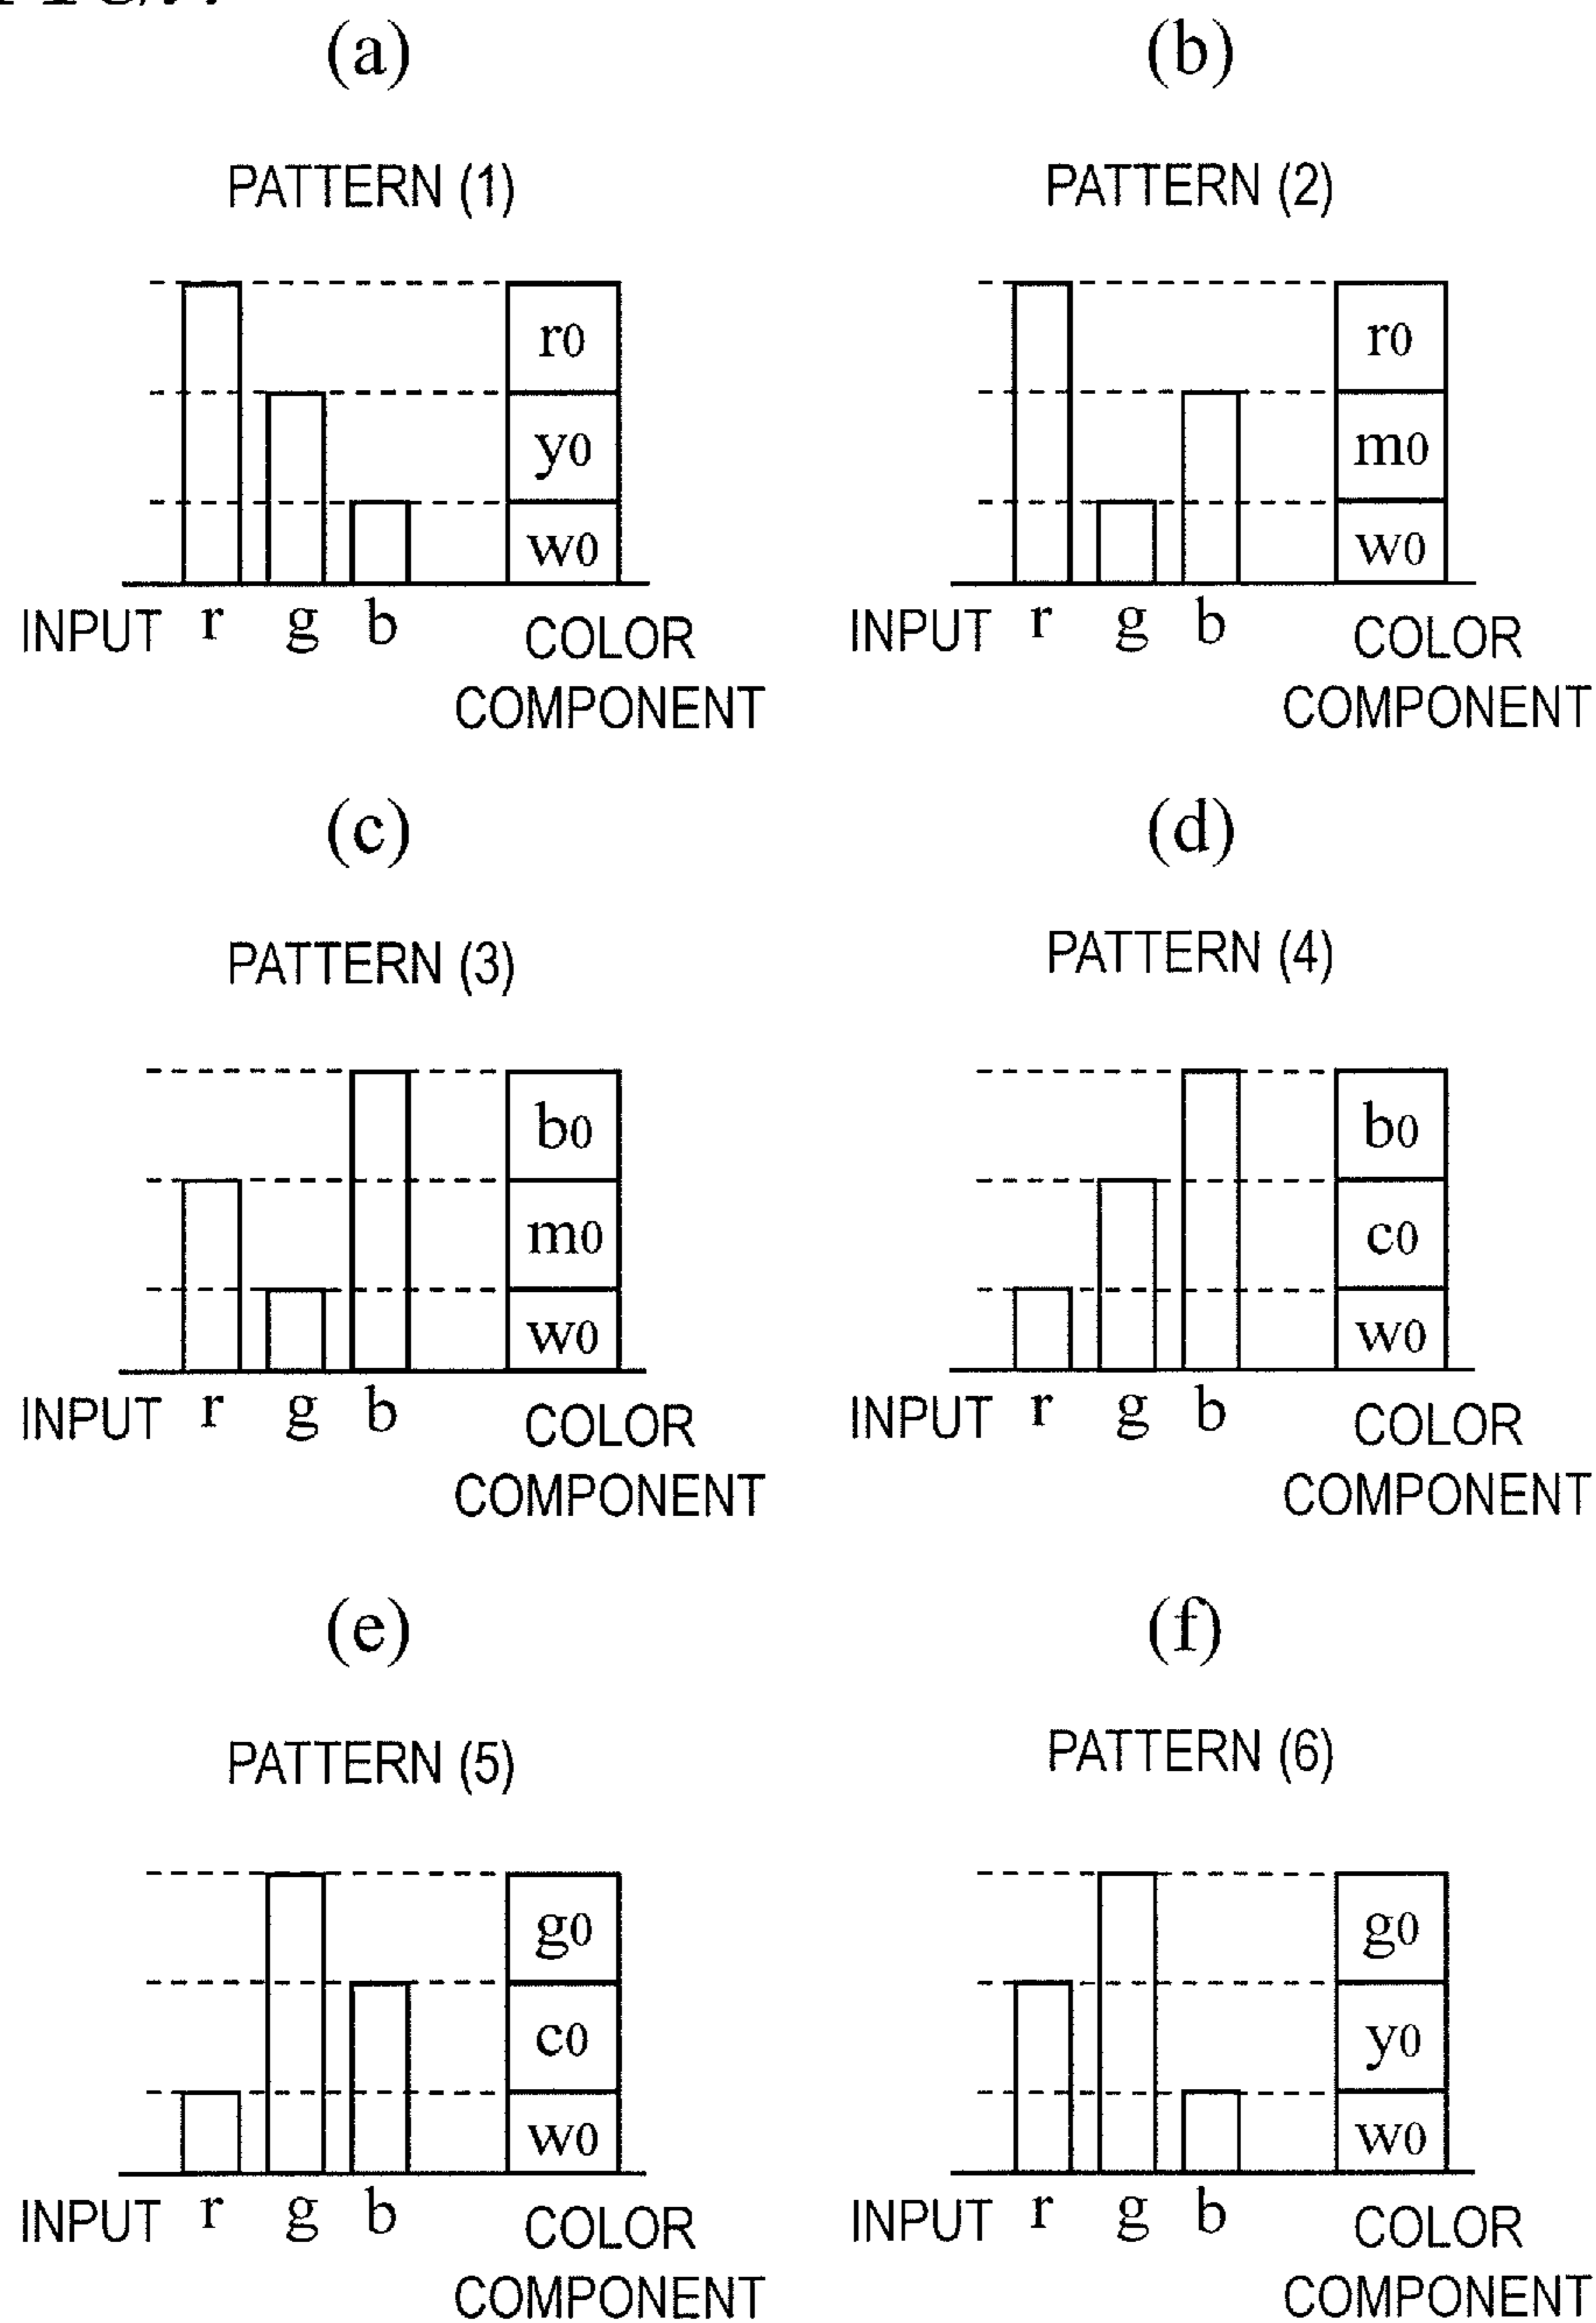 (a)
PATTERN (1)
r0
y0
w0
INPUT r g b COLOR
COMPONENT
(b)
PATTERN (2)
r0
m0
w0
INPUT r g b COLOR
COMPONENT
(c)
PATTERN (3)
b0
m0
w0
INPUT r g b COLOR
COMPONENT
(d)
PATTERN (4)
b0
c0
w0
INPUT r g b COLOR
COMPONENT
(e)
PATTERN (5)
g0
c0
w0
INPUT r g b COLOR
COMPONENT
(f)
PATTERN (6)
g0
y0
w0
INPUT r g b COLOR
COMPONENT